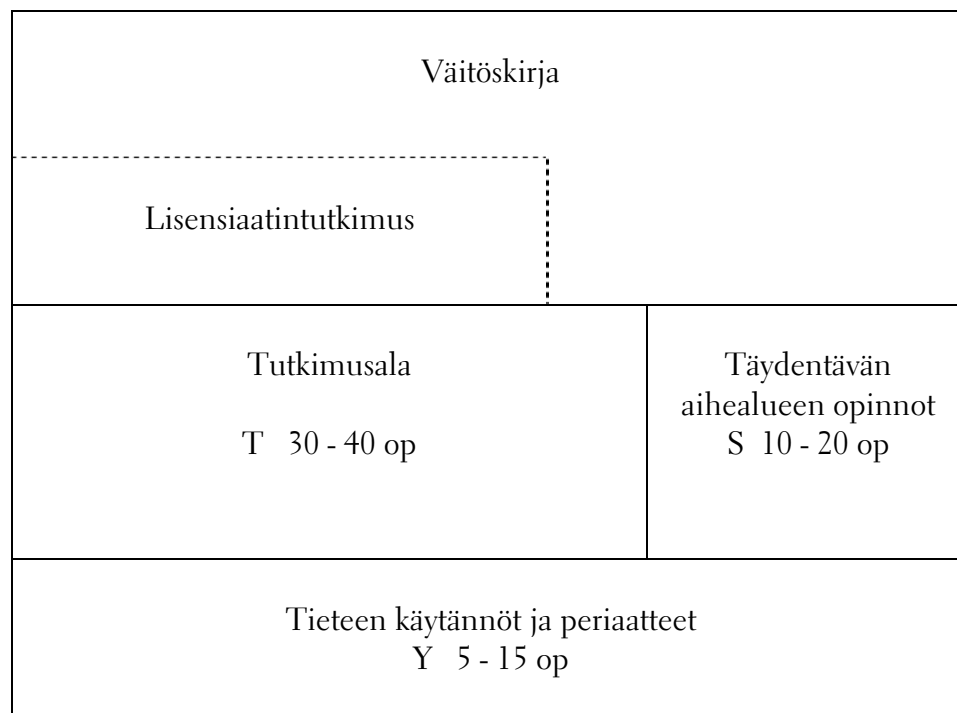 Väitöskirja
Lisensiaatintutkimus
Tutkimusala
T 30 - 40 op
Täydentävän
aihealueen opinnot
S 10 - 20 op
Tieteen käytännöt ja periaatteet
Y 5 - 15 op